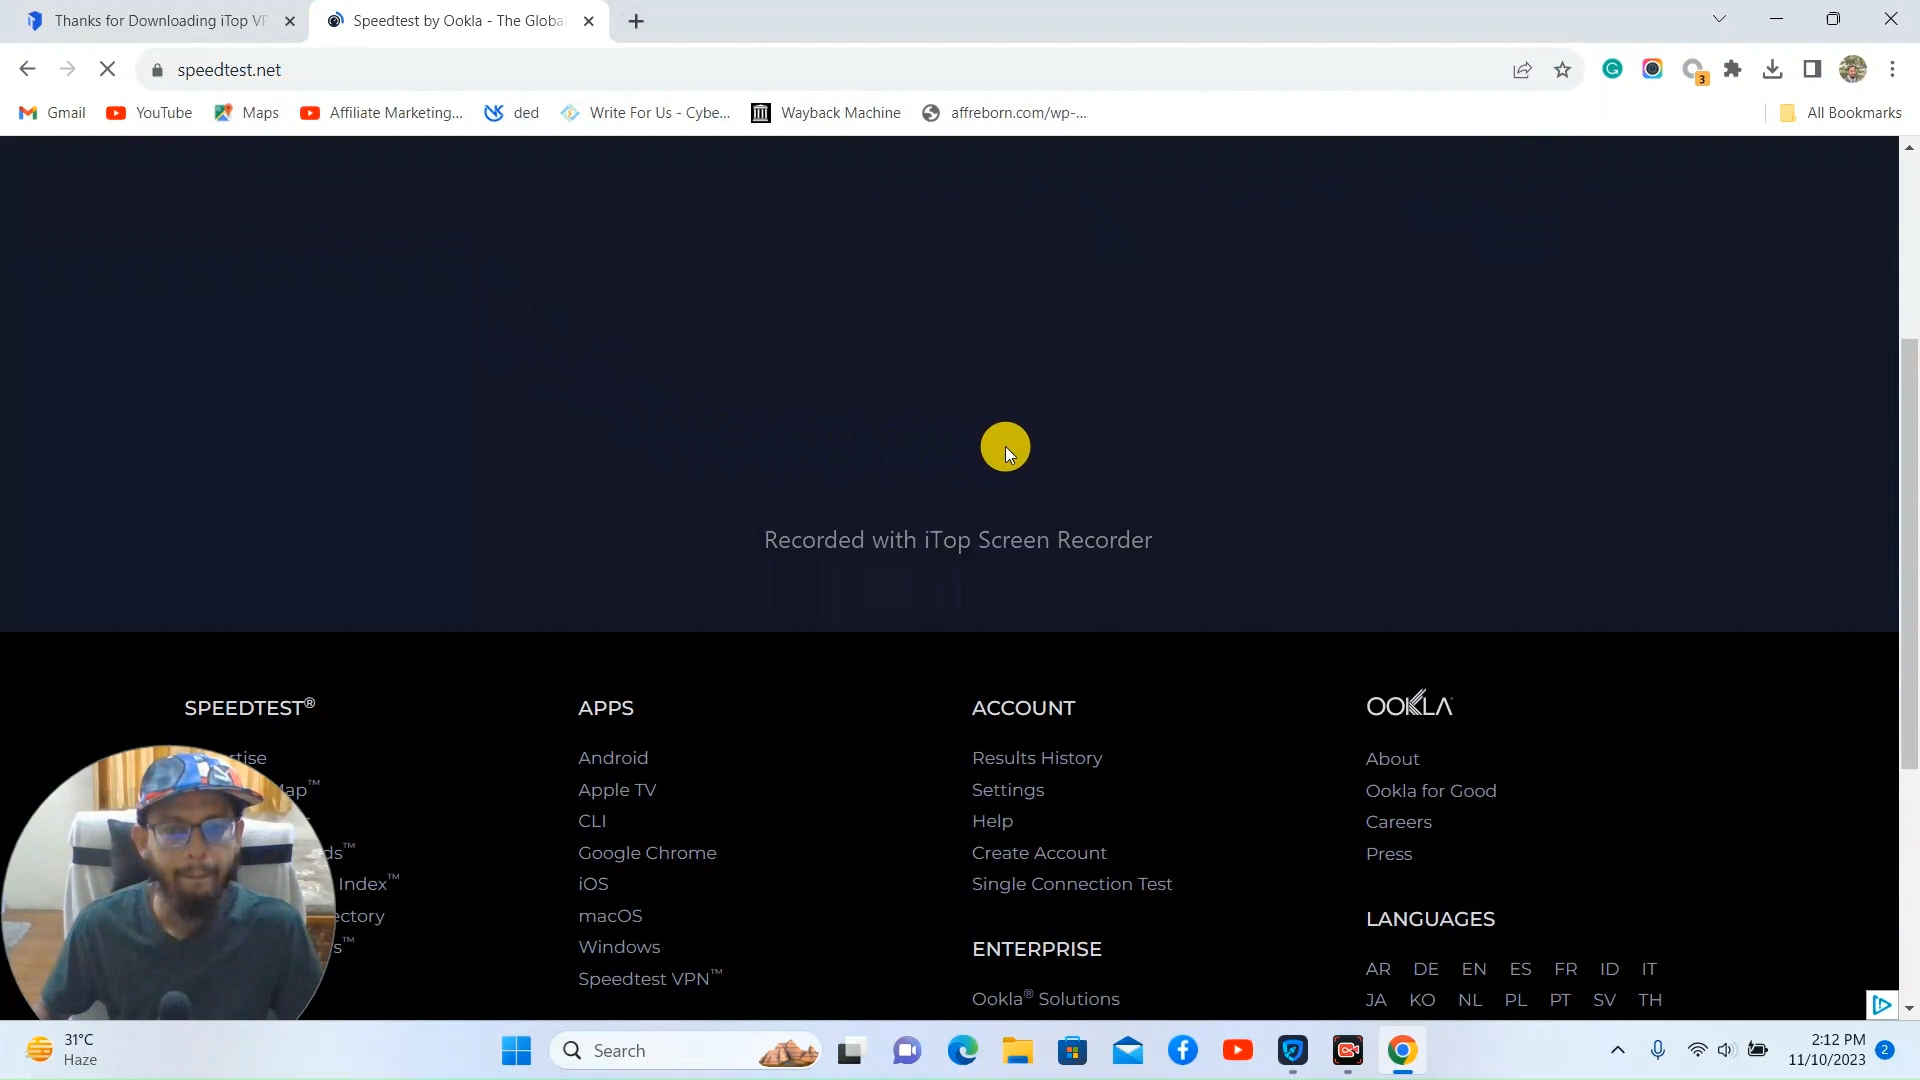 Thanks for Downloading iTop VP
Speedtest by Ookla - The Globa
speedtest.net
3
Gmail
YouTube
Maps
Affiliate Marketing...
ded
Write For Us - Cybe...
Wayback Machine
affreborn.com/wp-...
All Bookmarks
Recorded with iTop Screen Recorder
SPEEDTEST®
APPS
ACCOUNT
OOKLA
Android
Results History
About
Apple TV
Settings
Ookla for Good
CLI
Help
Careers
Google Chrome
Create Account
Press
iOS
Single Connection Test
Index™
macOS
LANGUAGES
Windows
ENTERPRISE
Speedtest VPN™
AR DE EN ES FR ID IT
Ookla® Solutions
JA KO NL PL PT SV TH
31°C
Haze
Search
2:12 PM
11/10/2023
2